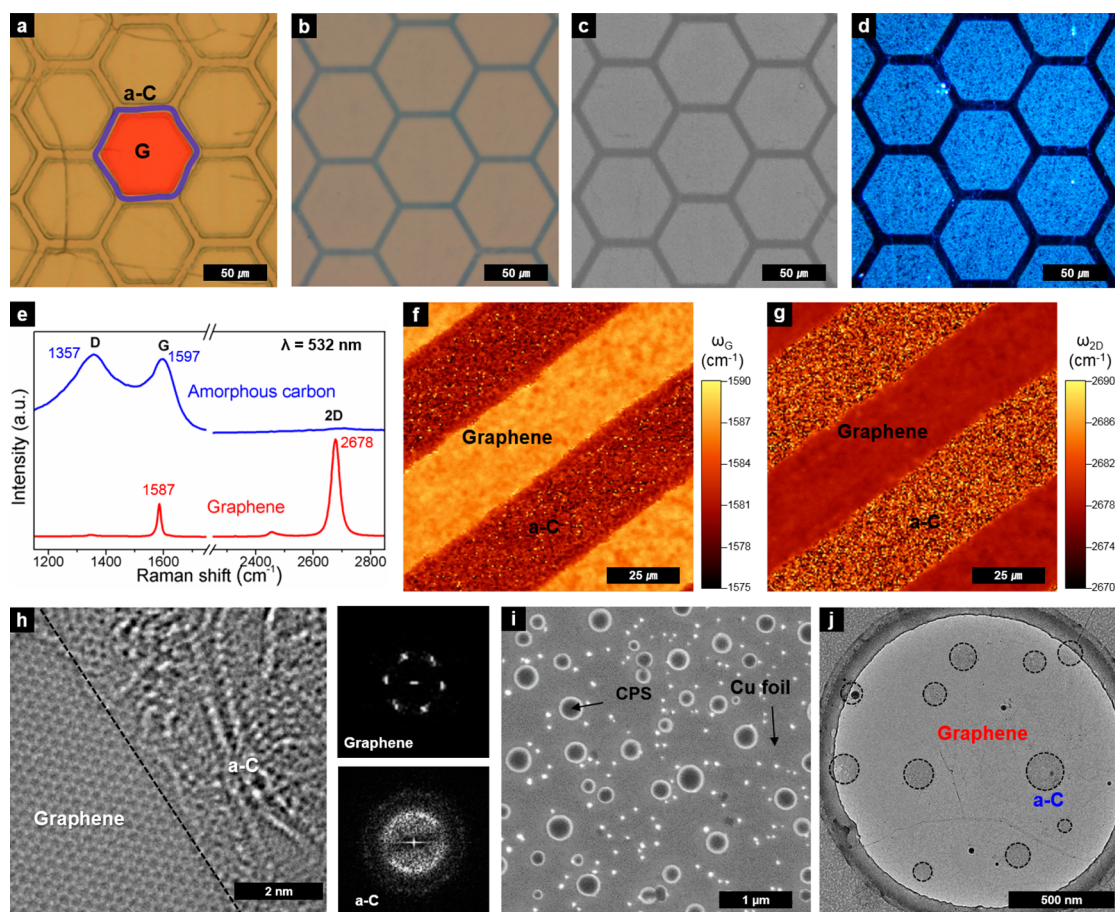 a
a-C
G
50 µm
b
50 µm
c
50 µm
d
50 µm
e
D
G
λ = 532 nm
1357
1597
Amorphous carbon
2D
2678
1587
Graphene
Intensity (a.u.)
1200 1400 1600 2200 2400 2600 2800
Raman shift (cm⁻¹)
f
Graphene
a-C
25 µm
ω_G
(cm⁻¹)
1590
1587
1584
1581
1578
1575
g
Graphene
a-C
25 µm
ω_2D
(cm⁻¹)
2690
2686
2682
2678
2674
2670
h
a-C
Graphene
2 nm
Graphene
a-C
i
CPS
Cu foil
1 µm
j
Graphene
a-C
500 nm